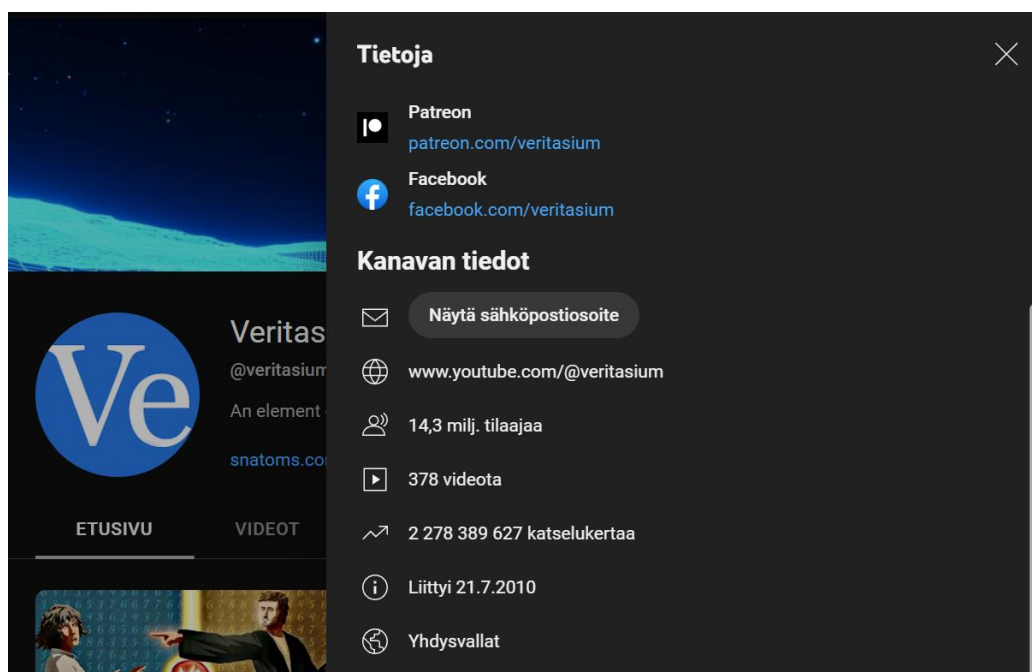 Tietoja
Patreon
patreon.com/veritasium
Facebook
facebook.com/veritasium
Kanavan tiedot
Näytä sähköpostiosoite
www.youtube.com/@veritasium
14,3 milj. tilaajaa
378 videota
2 278 389 627 katselukertaa
Liittyi 21.7.2010
Yhdysvallat
Ve
Veritas
@veritasium
An element
snatoms.co
ETUSIVU
VIDEOT